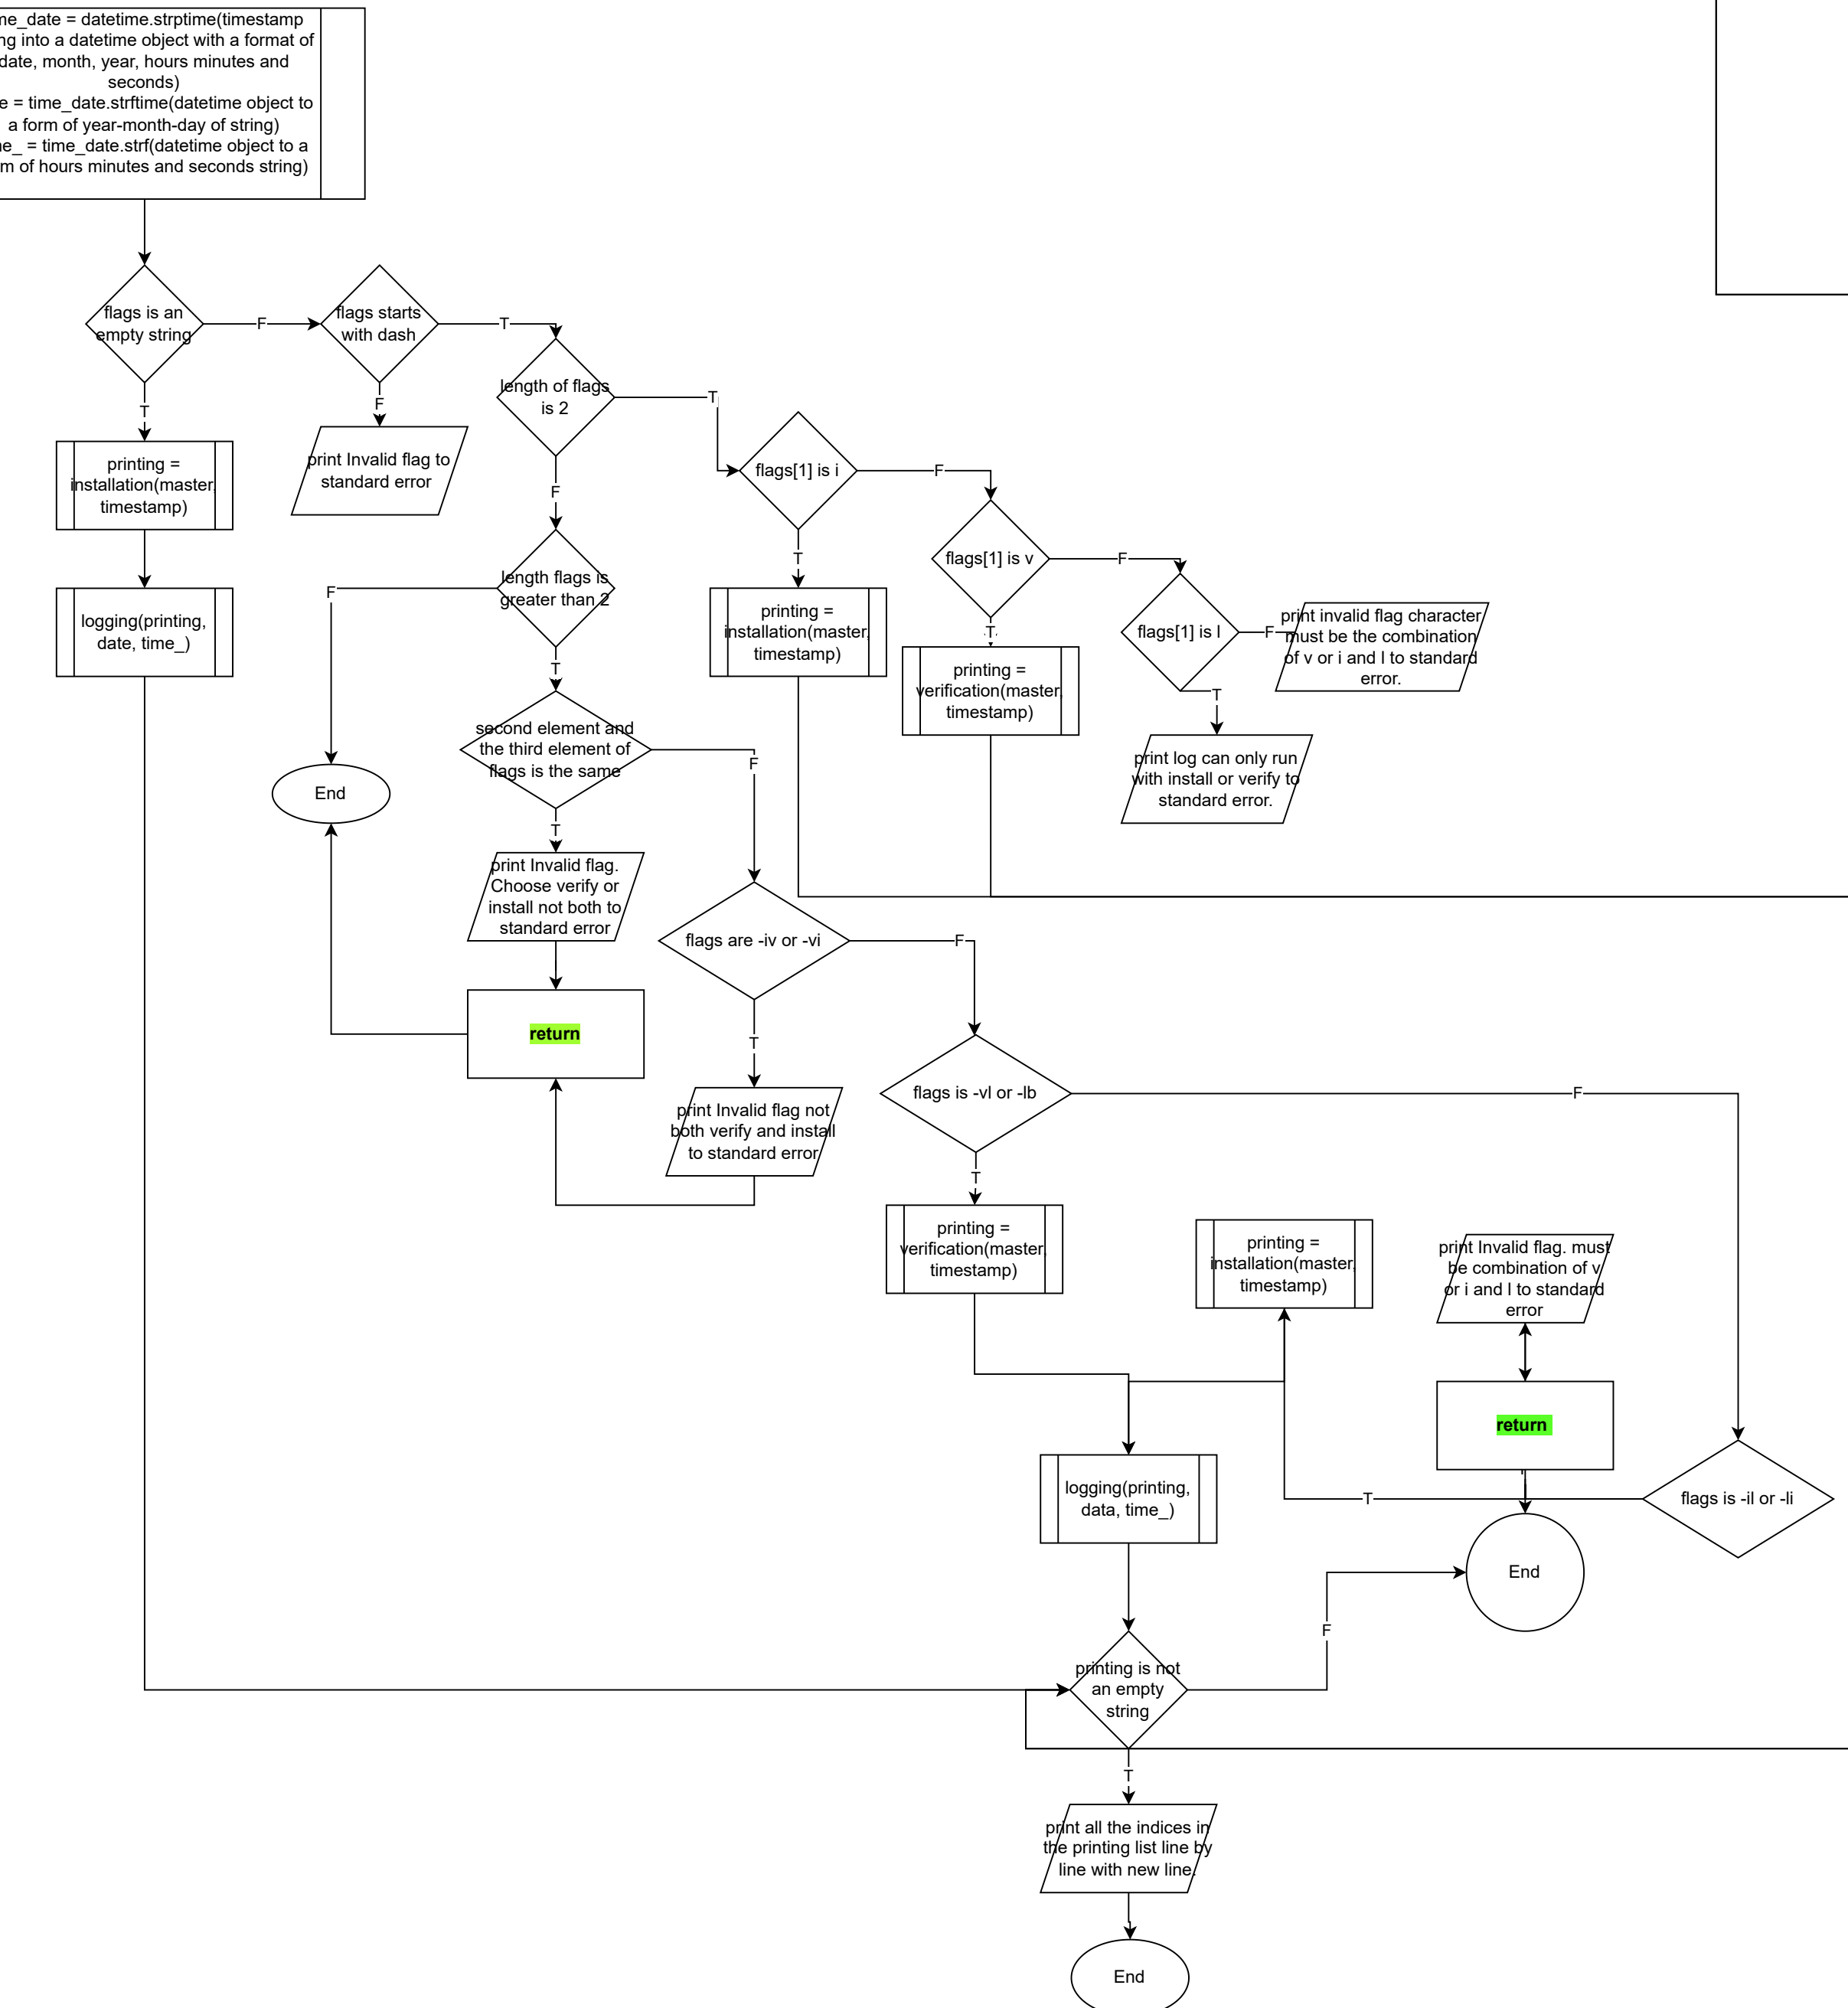 me_date = datetime.strptime(timestamp
ng into a datetime object with a format of
date, month, year, hours minutes and
seconds)
e = time_date.strftime(datetime object to
a form of year-month-day of string)
ne_ = time_date.strf(datetime object to a
m of hours minutes and seconds string)
flags is an
empty string
F
flags starts
with dash
T
length of flags
is 2
T
T
F
print Invalid flag to
standard error
flags[1] is i
F
printing =
installation(master,
timestamp)
F
T
flags[1] is v
F
length flags is
greater than 2
F
logging(printing,
date, time_)
printing =
installation(master,
timestamp)
T
flags[1] is l
F
print invalid flag character
must be the combination
of v or i and l to standard
error.
T
printing =
verification(master,
timestamp)
T
second element and
the third element of
flags is the same
F
print log can only run
with install or verify to
standard error.
End
T
print Invalid flag.
Choose verify or
install not both to
standard error
flags are -iv or -vi
F
return
T
flags is -vl or -lb
F
print Invalid flag not
both verify and install
to standard error
T
printing =
verification(master,
timestamp)
printing =
installation(master,
timestamp)
print Invalid flag. must
be combination of v
or i and l to standard
error
return
logging(printing,
data, time_)
T
flags is -il or -li
End
F
printing is not
an empty
string
T
print all the indices in
the printing list line by
line with new line.
End